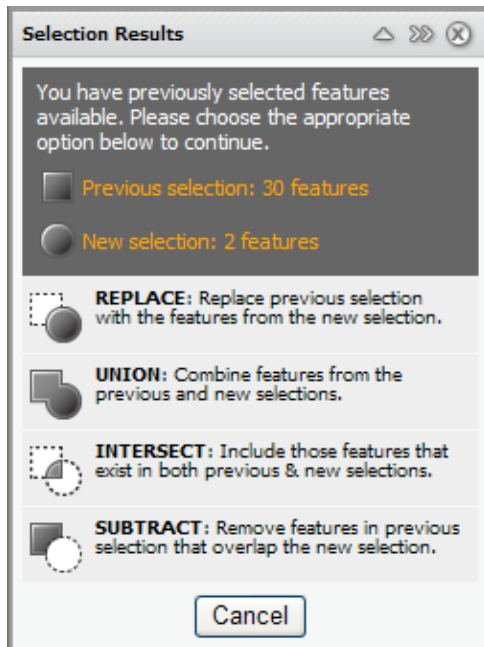 Selection Results
You have previously selected features
available. Please choose the appropriate
option below to continue.
Previous selection: 30 features
New selection: 2 features
REPLACE: Replace previous selection
with the features from the new selection.
UNION: Combine features from the
previous and new selections.
INTERSECT: Include those features that
exist in both previous & new selections.
SUBTRACT: Remove features in previous
selection that overlap the new selection.
Cancel